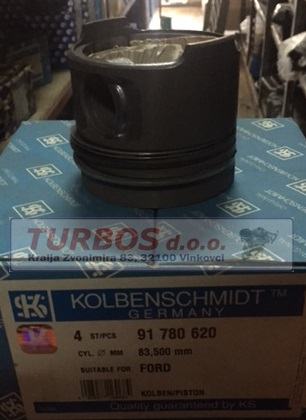 TURBOS d.o.o.
Kralja Zvonimira 83, 32100 Vinkovci
KS
KOLBENSCHMIDT™
GERMANY
4 ST/PCS 91 780 620
CYL. Ø MM 83,500 mm
SUITABLE FOR FORD
KOLBEN/PISTON
Quality guaranteed by KS